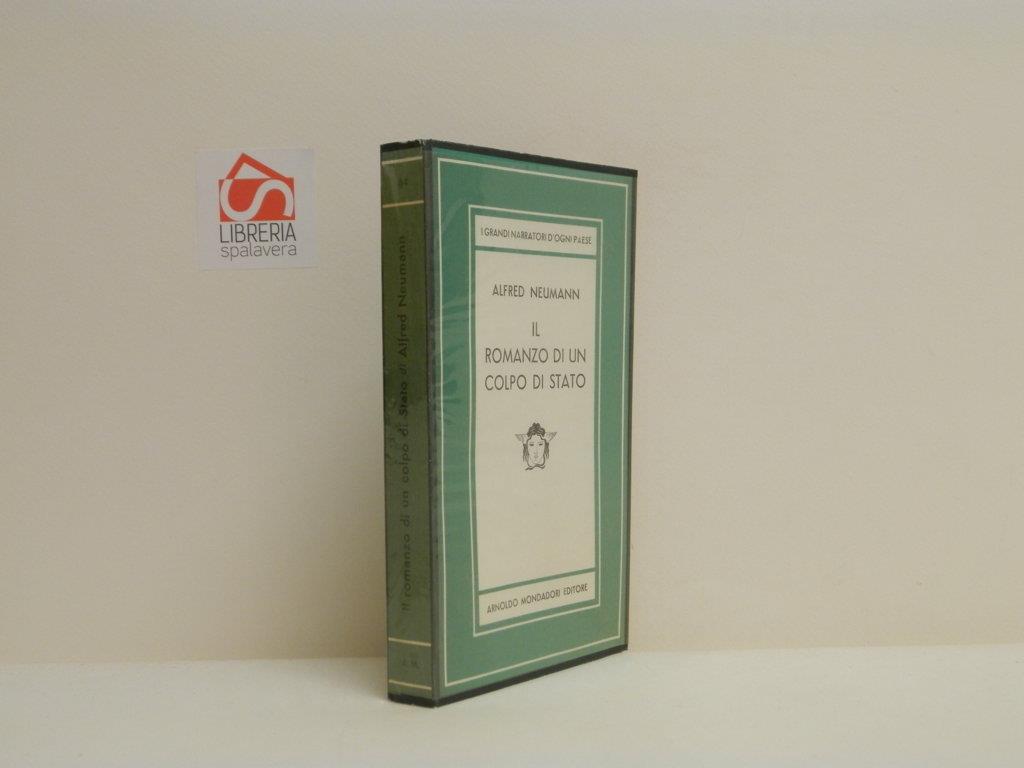 LIBRERIA
spalavera
Il romanzo di un colpo di Stato di Alfred Neumann
I GRANDI NARRATORI D'OGNI PAESE
ALFRED NEUMANN
IL
ROMANZO DI UN
COLPO DI STATO
ARNOLDO MONDADORI EDITORE